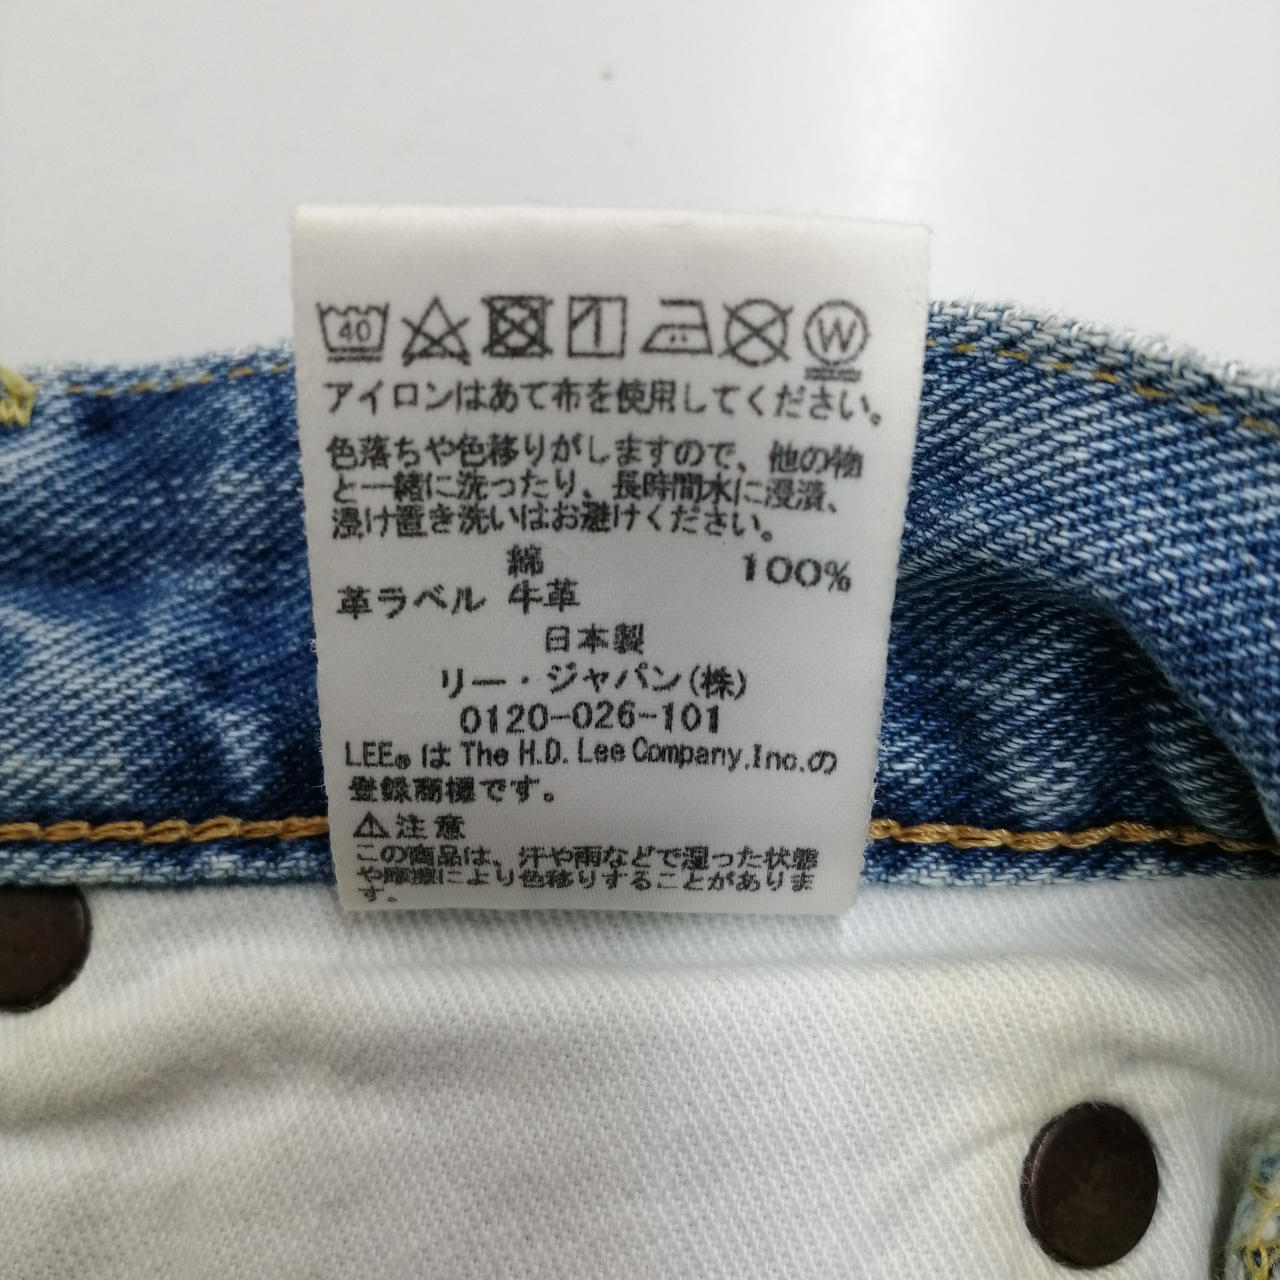 40
W
アイロンはあて布を使用してください。
色落ちや色移りがしますので、他の物
と一緒に洗ったり、長時間水に浸漬、
浸け置き洗いはお避けください。
綿 100%
革ラベル 牛革
日本製
リー・ジャパン(株)
0120-026-101
LEE®はThe H.D. Lee Company,Inc.の
登録商標です。
⚠注意
この商品は、汗や雨などで湿った状態
や摩擦により色移りすることがありま
す。